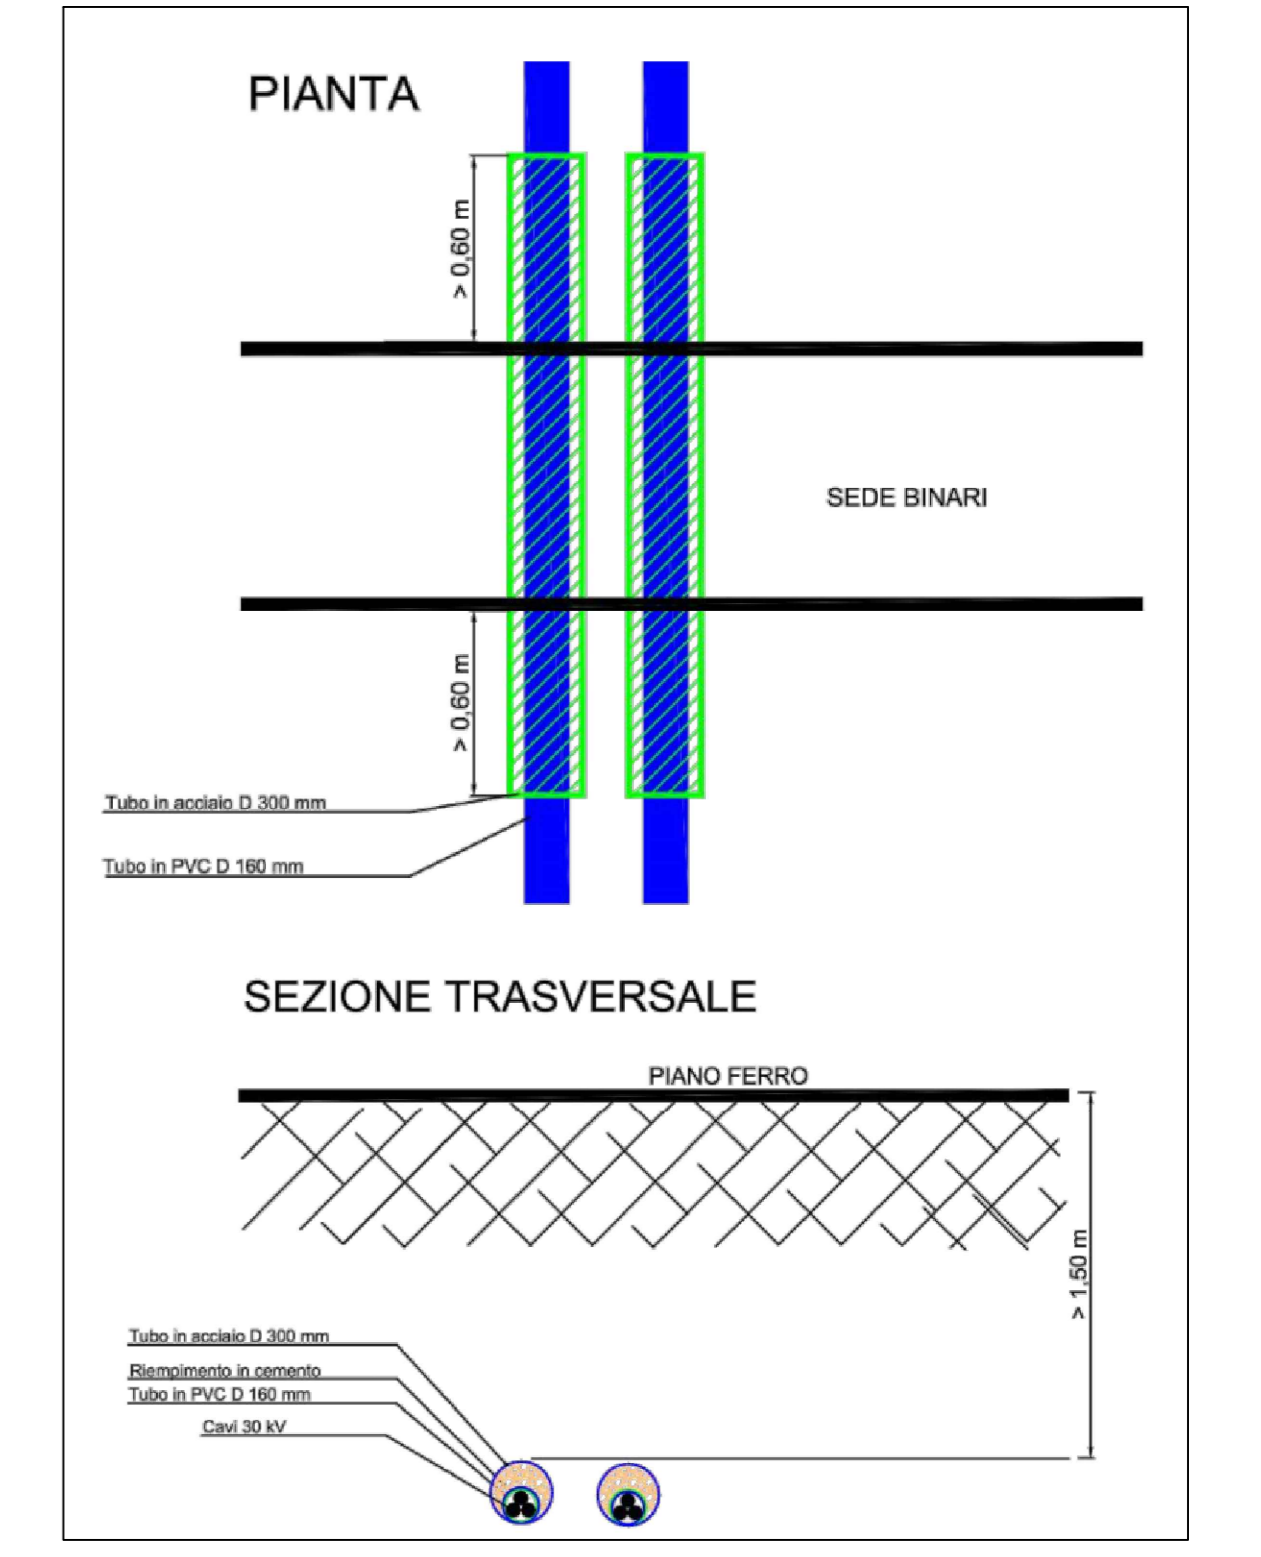 PIANTA
> 0,60 m
SEDE BINARI
> 0,60 m
Tubo in acciaio D 300 mm
Tubo in PVC D 160 mm
SEZIONE TRASVERSALE
PIANO FERRO
> 1,50 m
Tubo in acciaio D 300 mm
Riempimento in cemento
Tubo in PVC D 160 mm
Cavi 30 kV